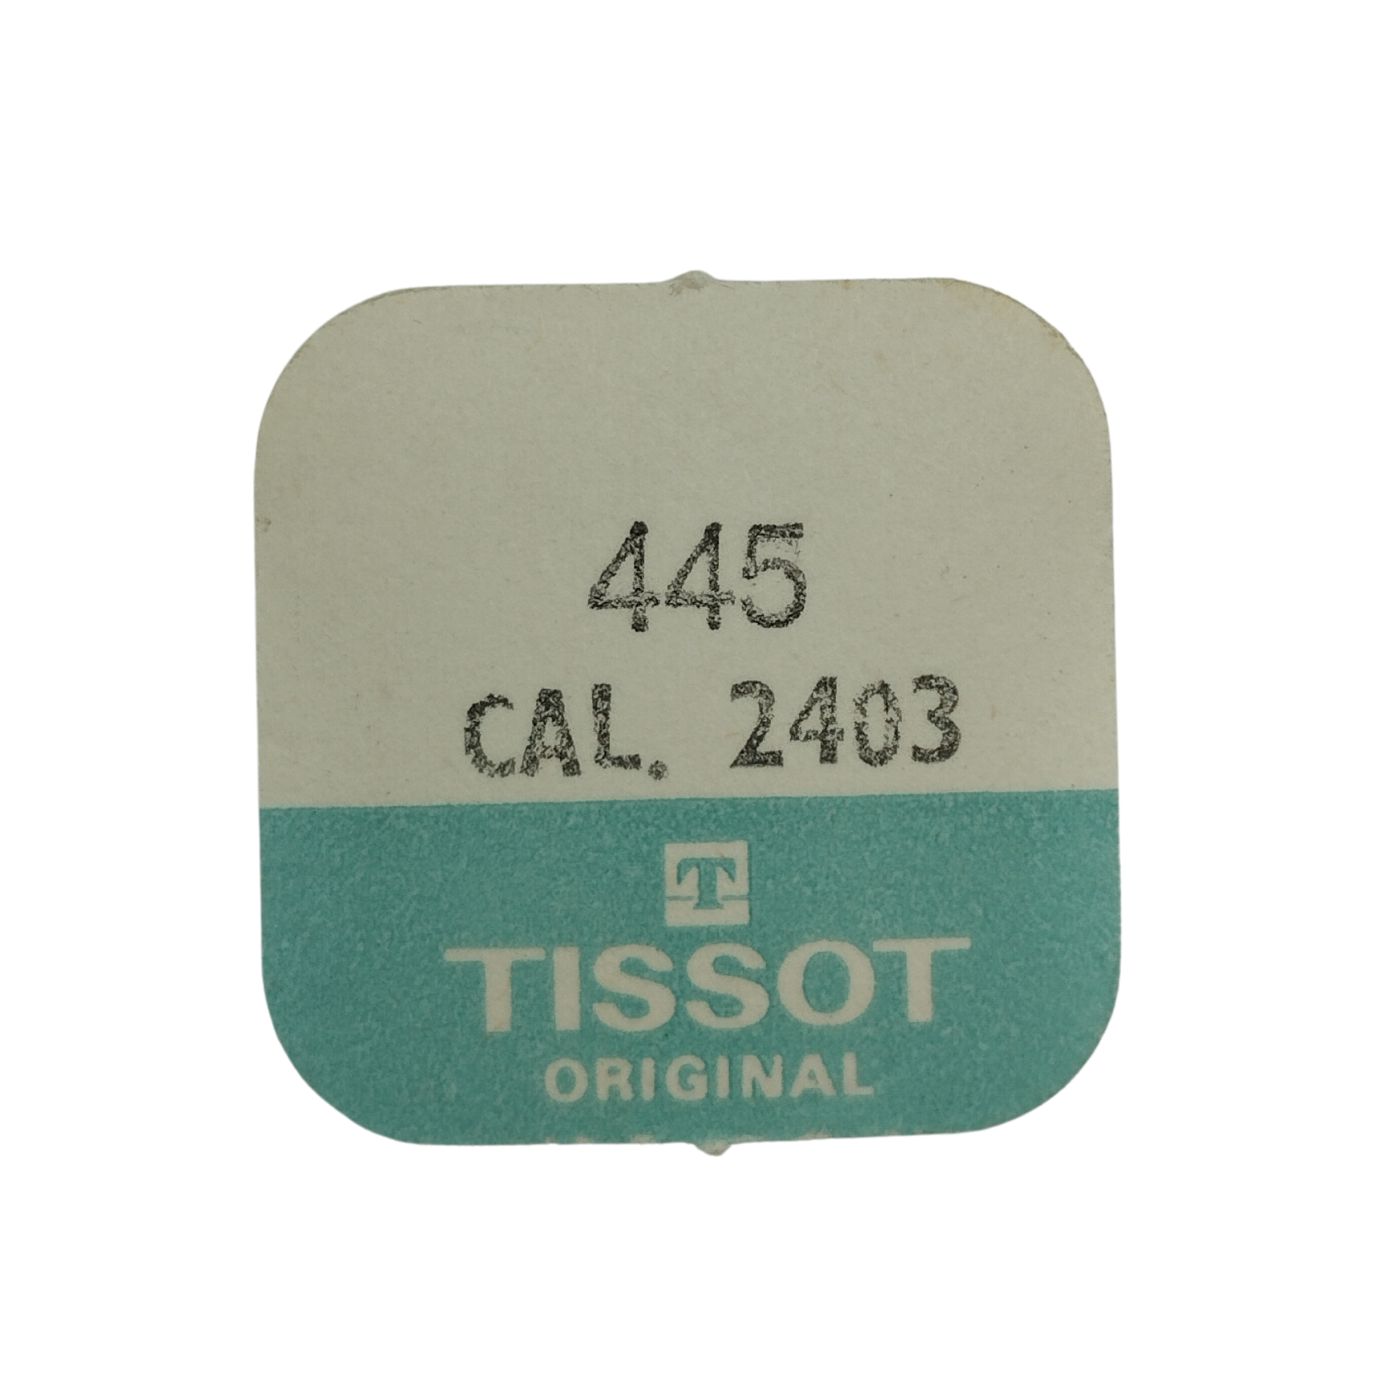 445
CAL. 2403
T
TISSOT
ORIGINAL